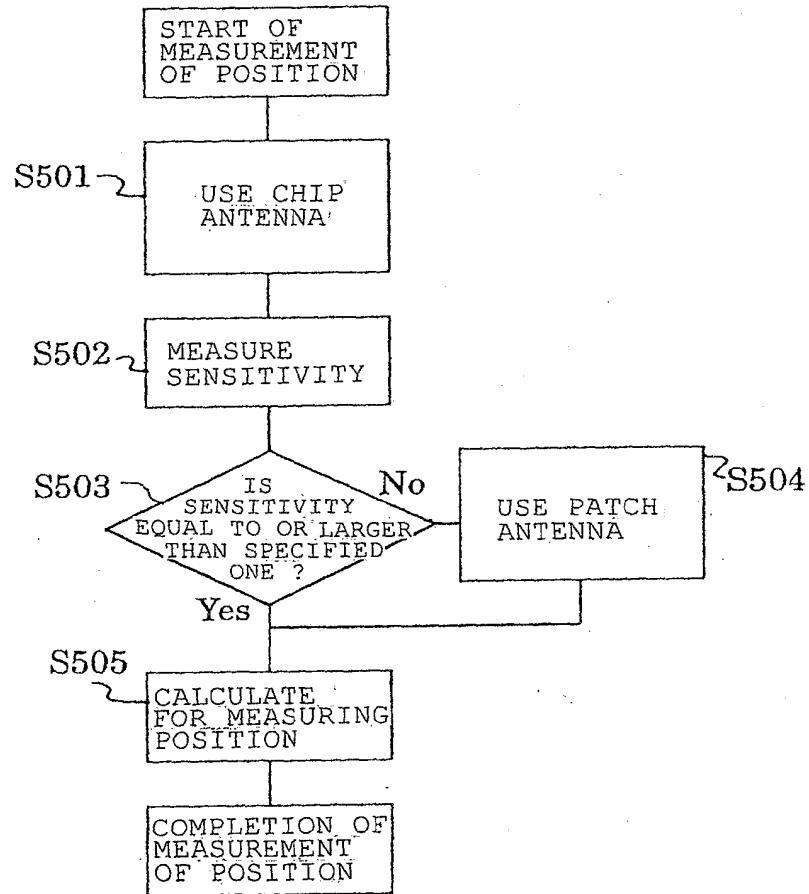 START OF
MEASUREMENT
OF POSITION
S501
USE CHIP
ANTENNA
S502
MEASURE
SENSITIVITY
S503
IS
SENSITIVITY
EQUAL TO OR LARGER
THAN SPECIFIED
ONE ?
No
S504
USE PATCH
ANTENNA
Yes
S505
CALCULATE
FOR MEASURING
POSITION
COMPLETION OF
MEASUREMENT
OF POSITION